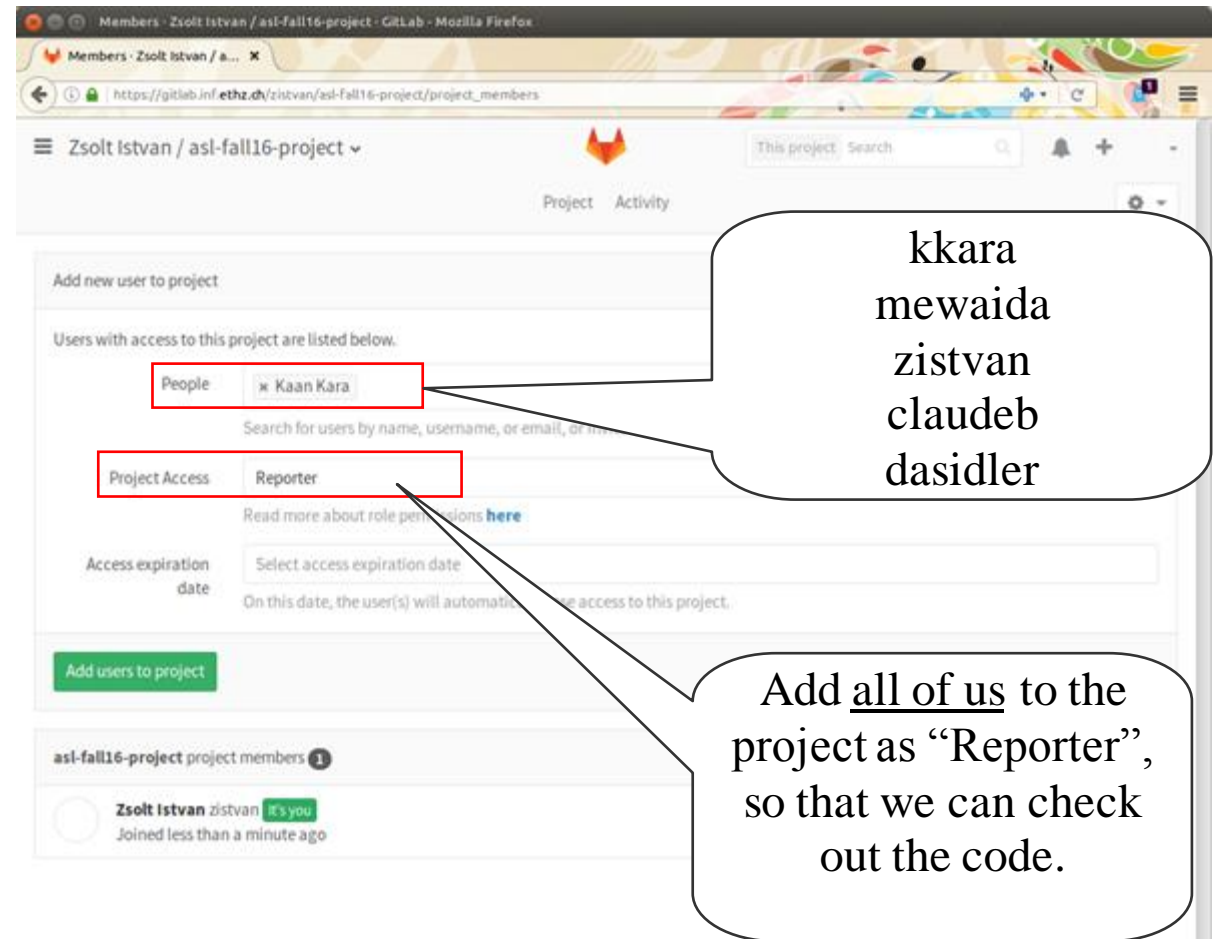 Members · Zsolt Istvan / asl-fall16-project · GitLab - Mozilla Firefox
Members · Zsolt Istvan / a...
https://gitlab.inf.ethz.ch/zistvan/asl-fall16-project/project_members
1
Zsolt Istvan / asl-fall16-project
This project Search
Project Activity
Add new user to project
Users with access to this project are listed below.
People
× Kaan Kara
Search for users by name, username, or email, or
Project Access
Reporter
Read more about role permissions here
Access expiration date
Select access expiration date
On this date, the user(s) will access to this project.
Add users to project
asl-fall16-project project members 1
Zsolt Istvan zistvan It's you
Joined less than a minute ago
kkara
mewaida
zistvan
claudeb
dasidler
Add all of us to the
project as “Reporter”,
so that we can check
out the code.